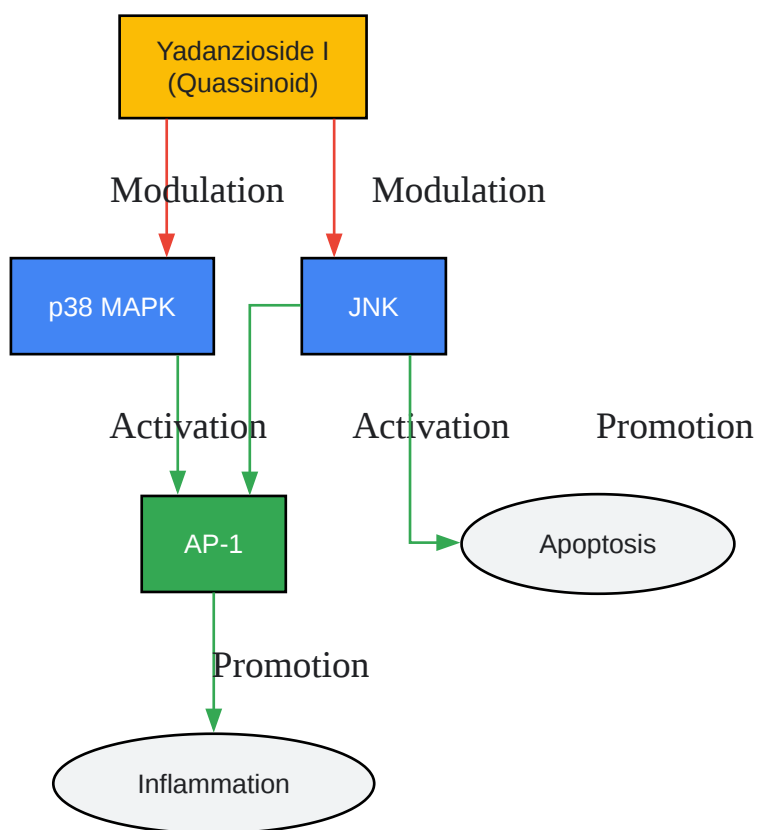 Yadanzioside I
(Quassinoid)
Modulation
Modulation
p38 MAPK
JNK
Activation
Activation
Promotion
AP-1
Apoptosis
Promotion
Inflammation